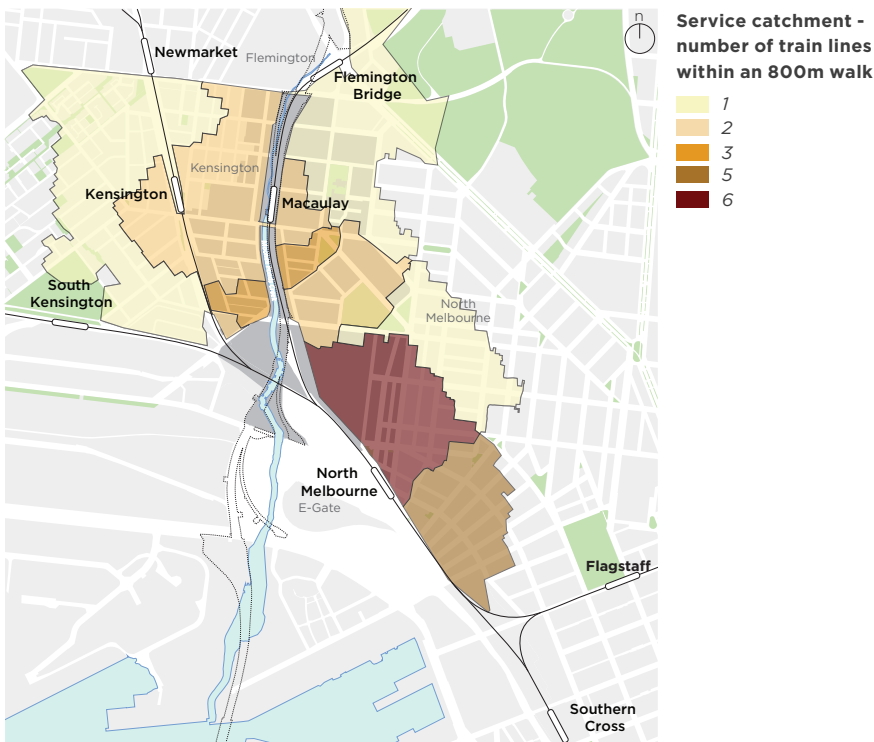 n
Service catchment -
number of train lines
within an 800m walk
1
2
3
5
6
Newmarket
Flemington
Flemington
Bridge
Kensington
Kensington
Macaulay
South
Kensington
North
Melbourne
North
Melbourne
E-Gate
Flagstaff
Southern
Cross